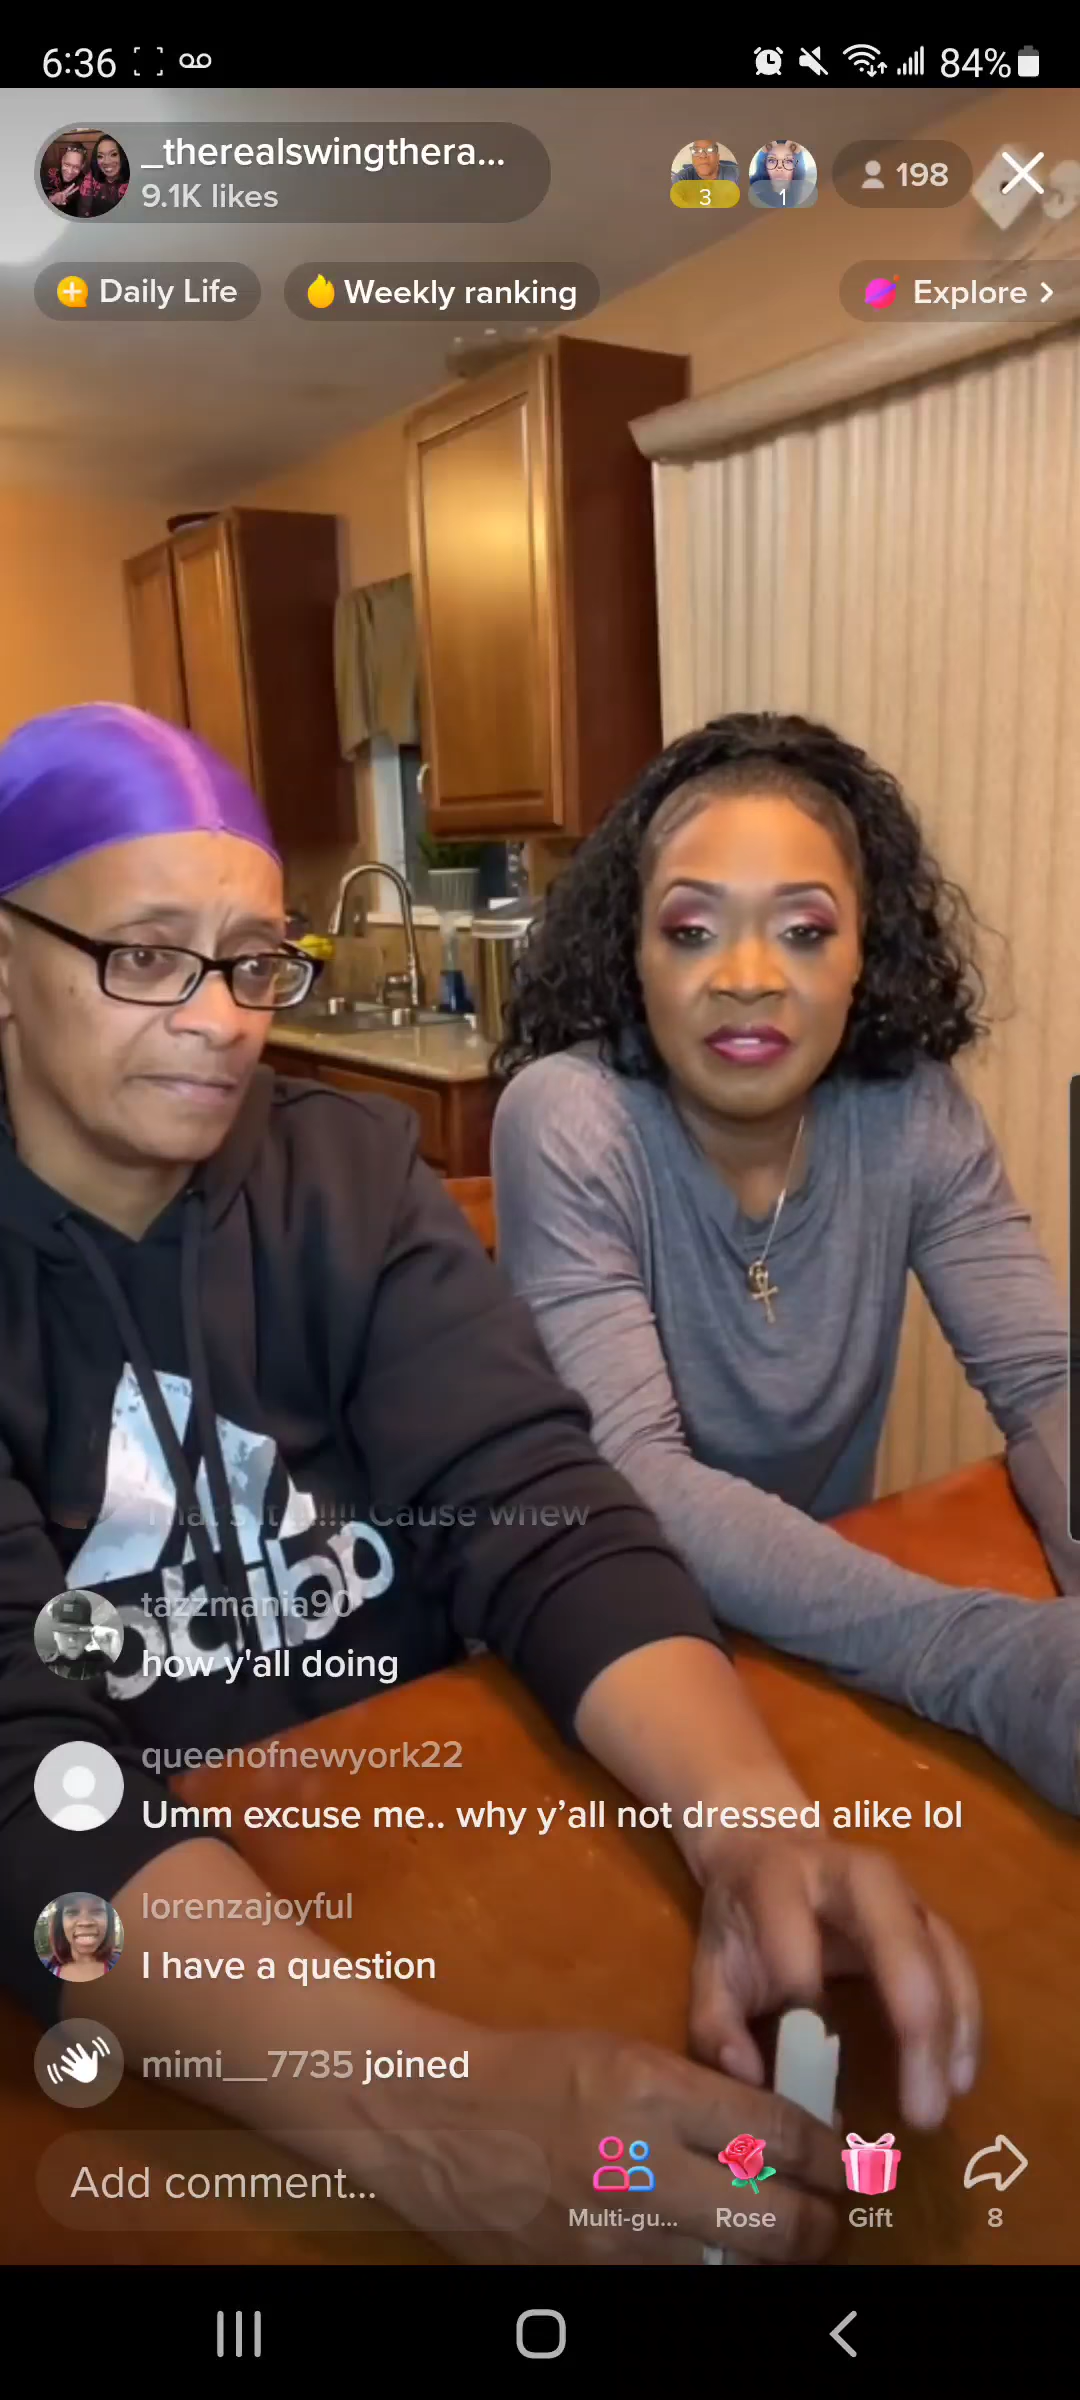 6:36
84%
_therealswingthera...
9.1K likes
3
1
198
Daily Life
Weekly ranking
Explore >
That's it !!!!!! Cause whew
tazzmania90
how y'all doing
queenofnewyork22
Umm excuse me.. why y’all not dressed alike lol
lorenzajoyful
I have a question
mimi__7735 joined
Add comment...
Multi-gu...
Rose
Gift
8